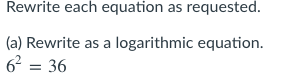 Rewrite each equation as requested.
(a) Rewrite as a logarithmic equation.
6² = 36